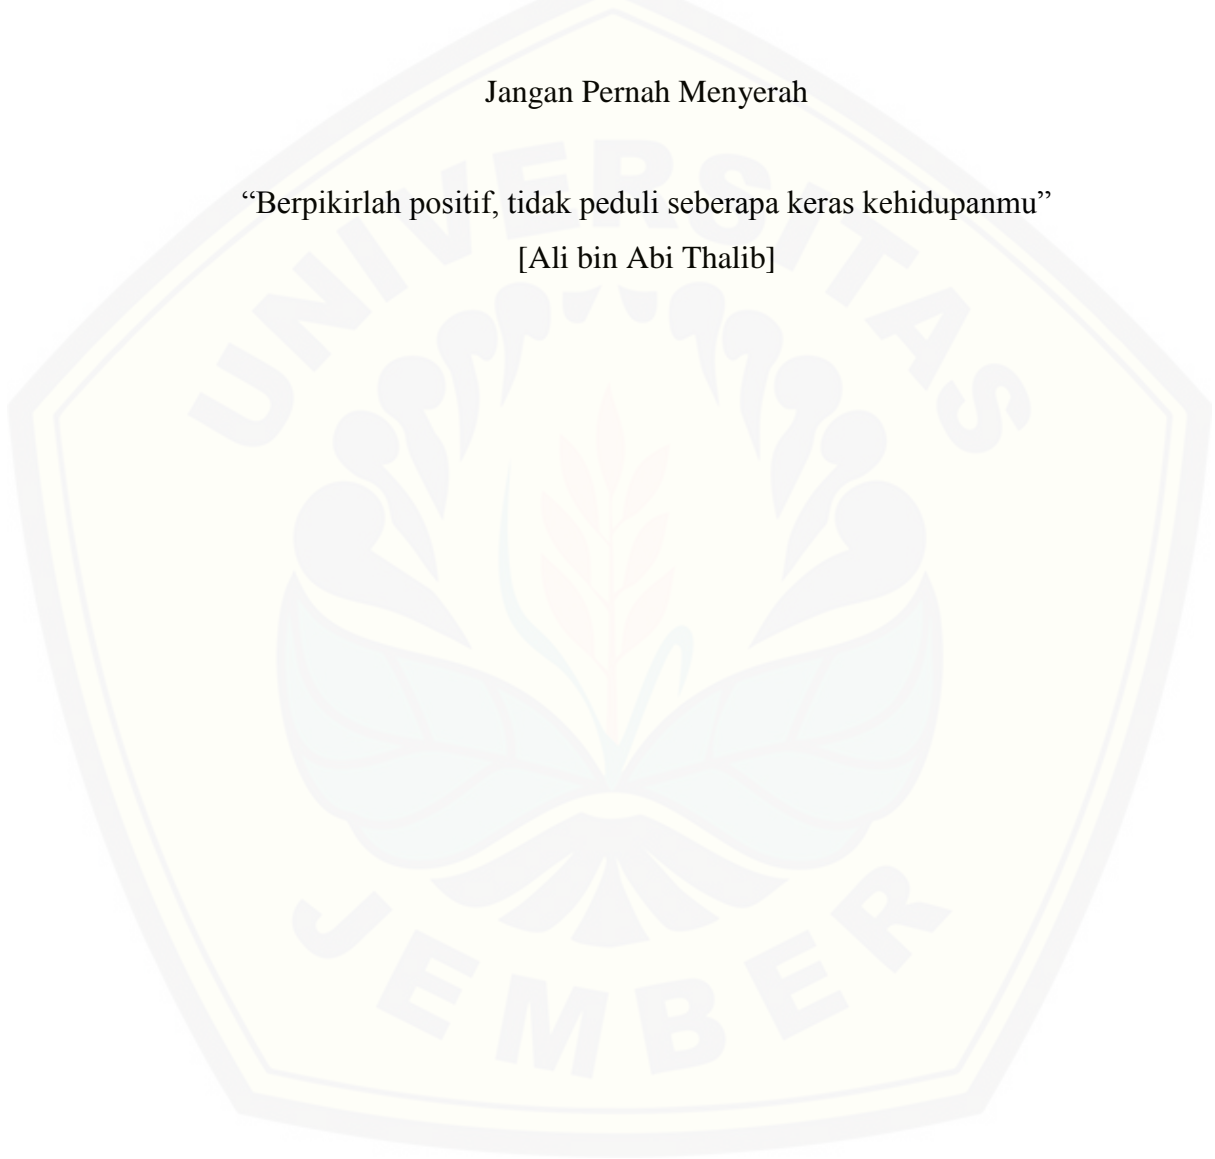 Jangan Pernah Menyerah
“Berpikirlah positif, tidak peduli seberapa keras kehidupanmu”
[Ali bin Abi Thalib]
UNIVERSITAS
JEMBER